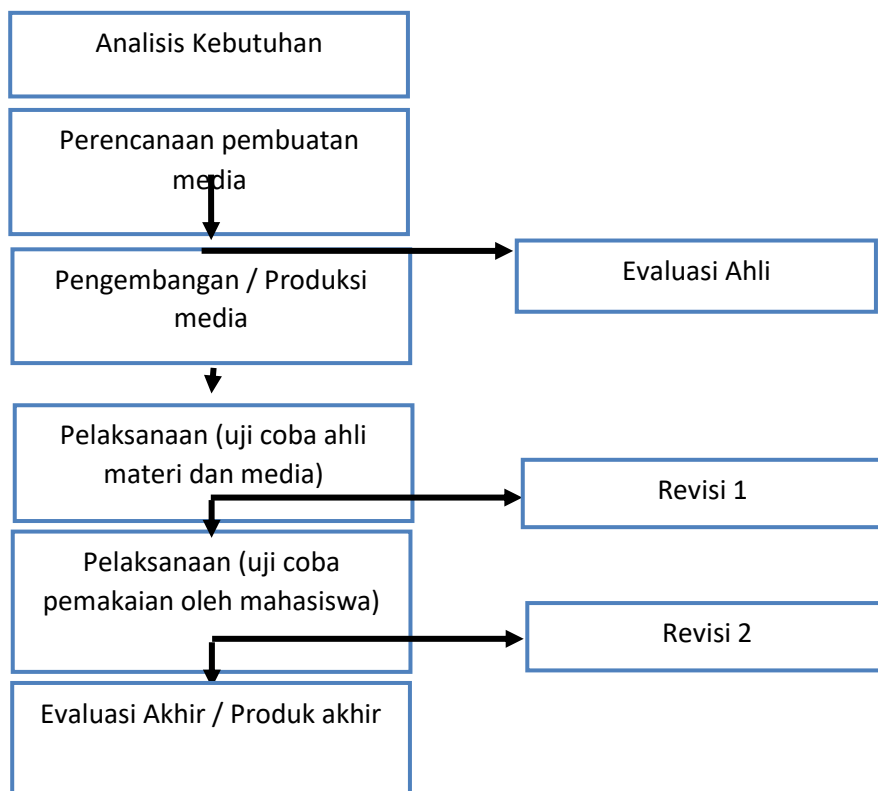 Analisis Kebutuhan
Perencanaan pembuatan
media
Pengembangan / Produksi
media
Evaluasi Ahli
Pelaksanaan (uji coba ahli
materi dan media)
Revisi 1
Pelaksanaan (uji coba
pemakaian oleh mahasiswa)
Revisi 2
Evaluasi Akhir / Produk akhir